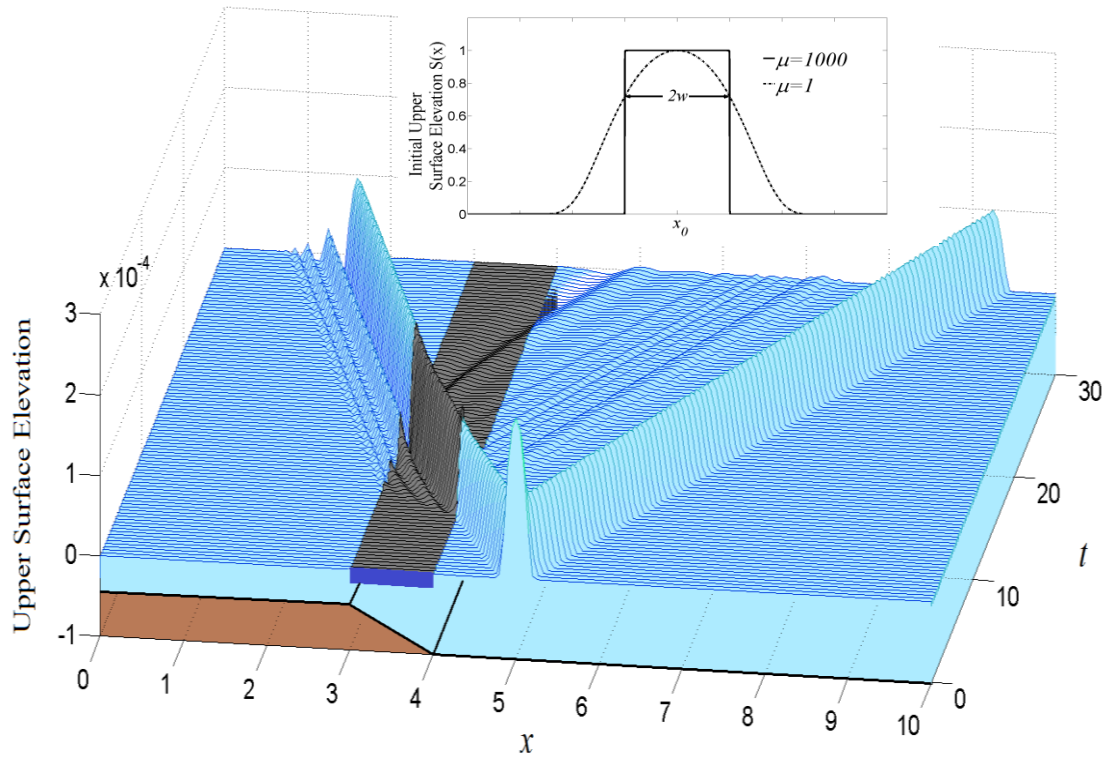 1
0.8
0.6
0.4
0.2
0
Initial Upper
Surface Elevation S(x)
μ=1000
μ=1
2w
x₀
x 10⁻⁴
3
2
1
0
-1
Upper Surface Elevation
0 1 2 3 4 5 6 7 8 9 10
x
0
10
20
30
t